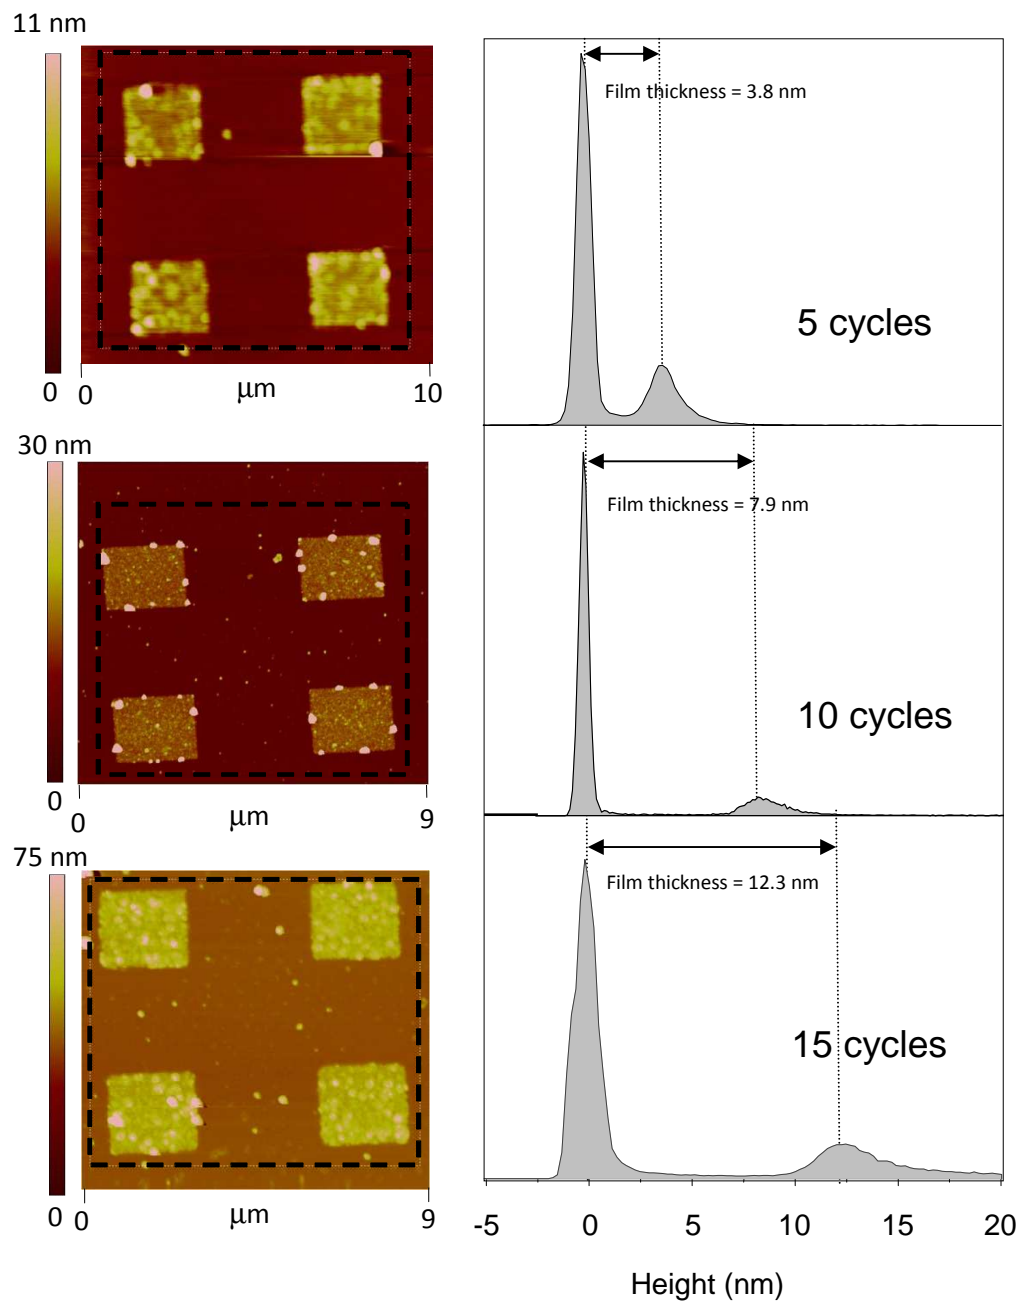 11 nm
0
0
μm
10
Film thickness = 3.8 nm
5 cycles
30 nm
0
0
μm
9
Film thickness = 7.9 nm
10 cycles
75 nm
0
0
μm
9
Film thickness = 12.3 nm
15 cycles
-5 0 5 10 15 20
Height (nm)